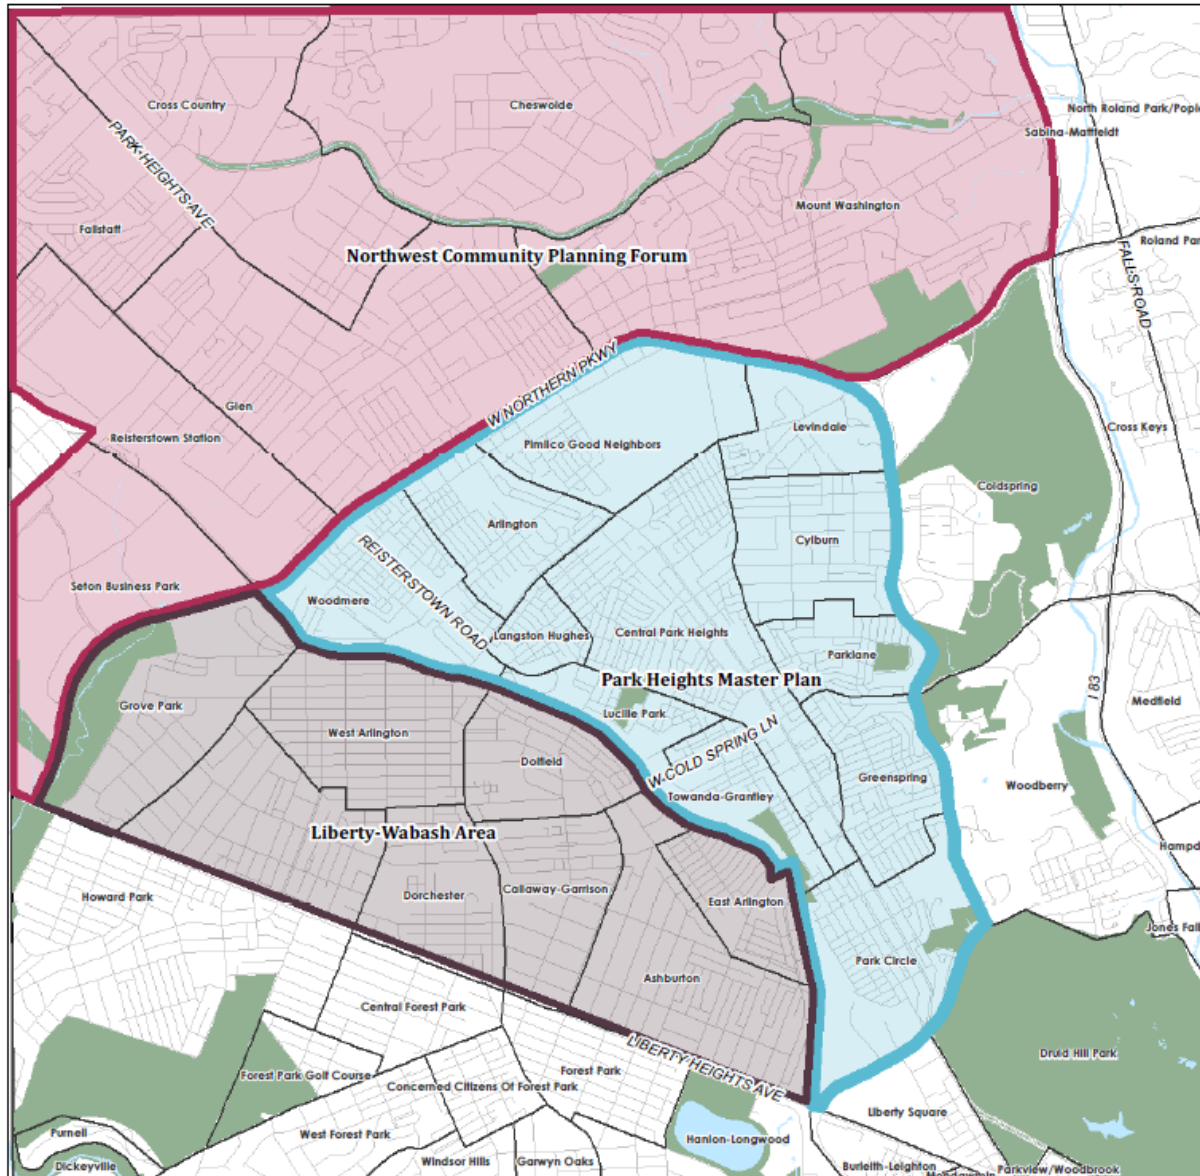 Cross Country
Cheswolde
North Roland Park/Pople
Sabina-Mattfeldt
PARK HEIGHTS AVE
Mount Washington
Fallstaff
Roland Par
Northwest Community Planning Forum
FALLS ROAD
W NORTHERN PKWY
Glen
Reisterstown Station
Pimlico Good Neighbors
Levindale
Cross Keys
Coldspring
Arlington
Cylburn
REISTERSTOWN ROAD
Seton Business Park
Woodmere
Langston Hughes
Central Park Heights
Parklane
Park Heights Master Plan
I 83
Medfield
Grove Park
Lucille Park
West Arlington
W COLD SPRING LN
Dolfield
Greenspring
Woodberry
Towanda-Grantley
Liberty-Wabash Area
Hampd
Howard Park
Dorchester
Callaway-Garrison
East Arlington
Jones Fall
Park Circle
Ashburton
Central Forest Park
LIBERTY HEIGHTS AVE
Druid Hill Park
Forest Park Golf Course
Forest Park
Concerned Citizens Of Forest Park
Liberty Square
Purnell
West Forest Park
Hanlon-Longwood
Dickeyville
Windsor Hills
Garwyn Oaks
Burleith-Leighton
Parkview/Woodbrook